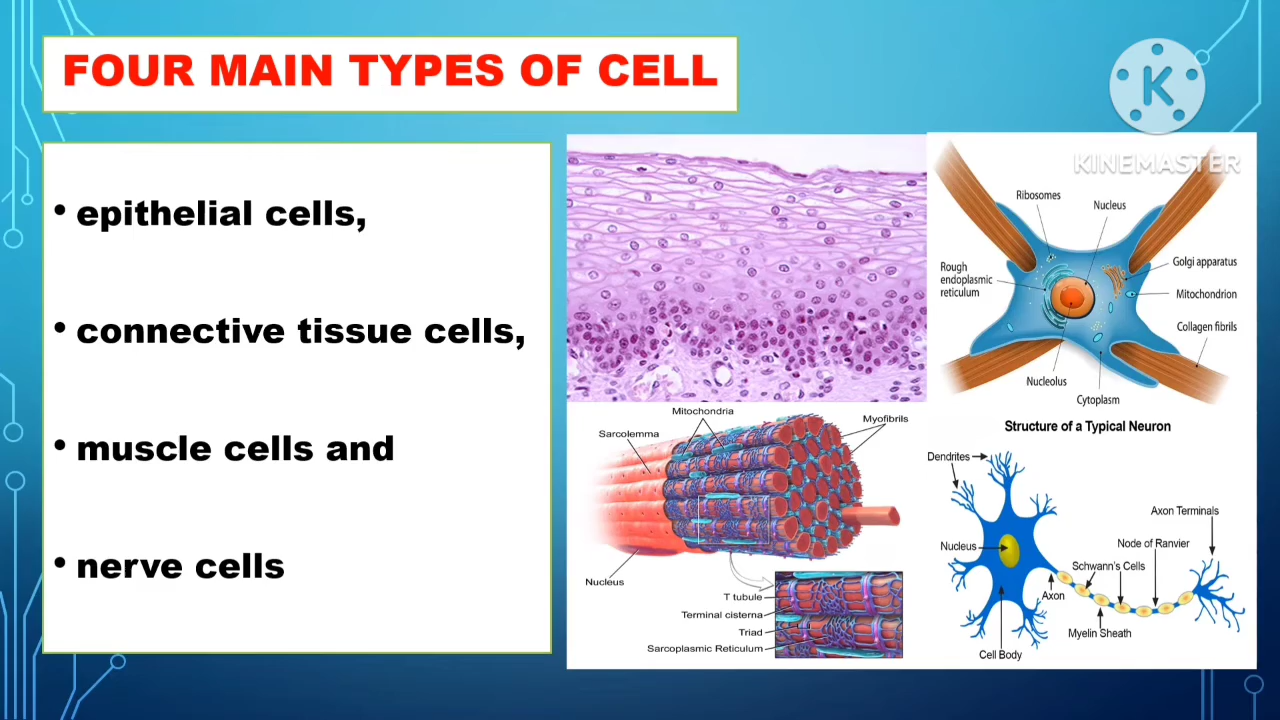 FOUR MAIN TYPES OF CELL
K
KINEMASTER
• epithelial cells,
• connective tissue cells,
• muscle cells and
• nerve cells
Ribosomes
Nucleus
Rough
endoplasmic
reticulum
Golgi apparatus
Mitochondrion
Collagen fibrils
Nucleolus
Cytoplasm
Mitochondria
Myofibrils
Sarcolemma
Nucleus
T tubule
Terminal cisterna
Triad
Sarcoplasmic Reticulum
Structure of a Typical Neuron
Dendrites
Axon Terminals
Node of Ranvier
Nucleus
Schwann's Cells
Axon
Myelin Sheath
Cell Body